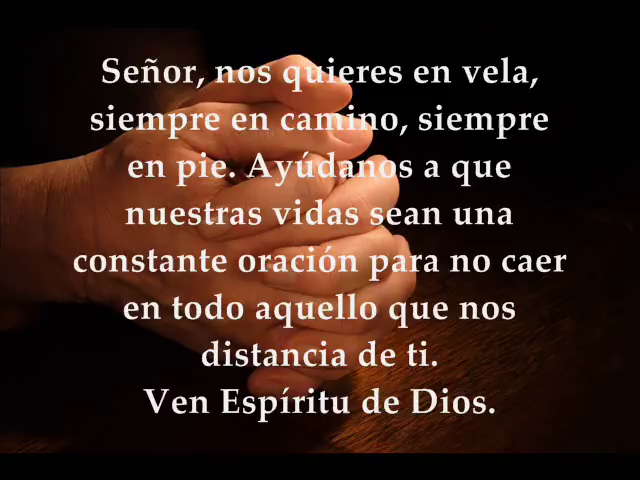 Señor, nos quieres en vela,
siempre en camino, siempre
en pie. Ayúdanos a que
nuestras vidas sean una
constante oración para no caer
en todo aquello que nos
distancia de ti.
Ven Espíritu de Dios.